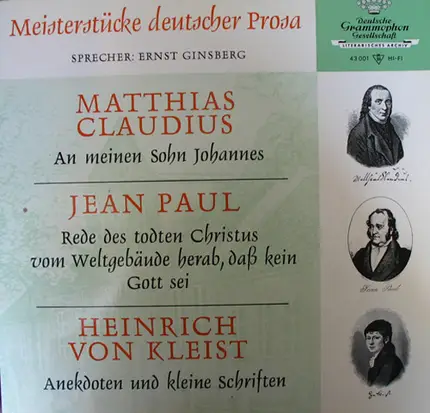 Meisterstücke deutscher Prosa
SPRECHER: ERNST GINSBERG
Deutsche
Grammophon
Gesellschaft
LITERARISCHES ARCHIV
43 001 HI-FI
MATTHIAS
CLAUDIUS
An meinen Sohn Johannes
JEAN PAUL
Rede des todten Christus
vom Weltgebäude herab, daß kein
Gott sei
HEINRICH
VON KLEIST
Anekdoten und kleine Schriften